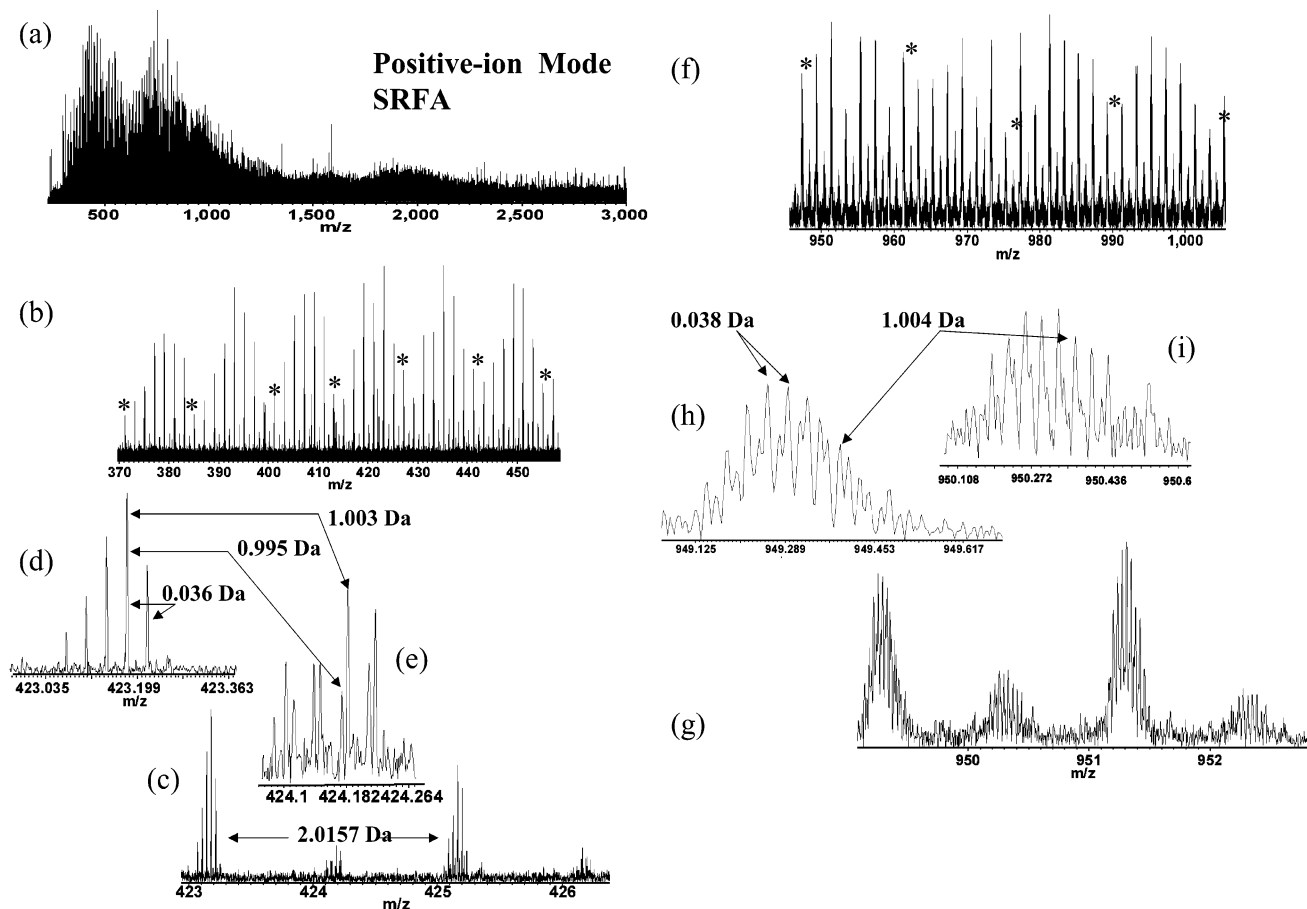 (a)
Positive-ion Mode
SRFA
500 1,000 1,500 2,000 2,500 3,000
m/z
(b)
* * * * * * *
370 380 390 400 410 420 430 440 450
m/z
1.003 Da
0.995 Da
(d)
0.036 Da
423.035 423.199 423.363
m/z
(e)
424.1 424.182 424.264
(c)
2.0157 Da
423 424 425 426
m/z
(f)
* * * * *
950 960 970 980 990 1,000
m/z
0.038 Da
1.004 Da
(i)
950.108 950.272 950.436 950.6
(h)
949.125 949.289 949.453 949.617
(g)
950 951 952
m/z